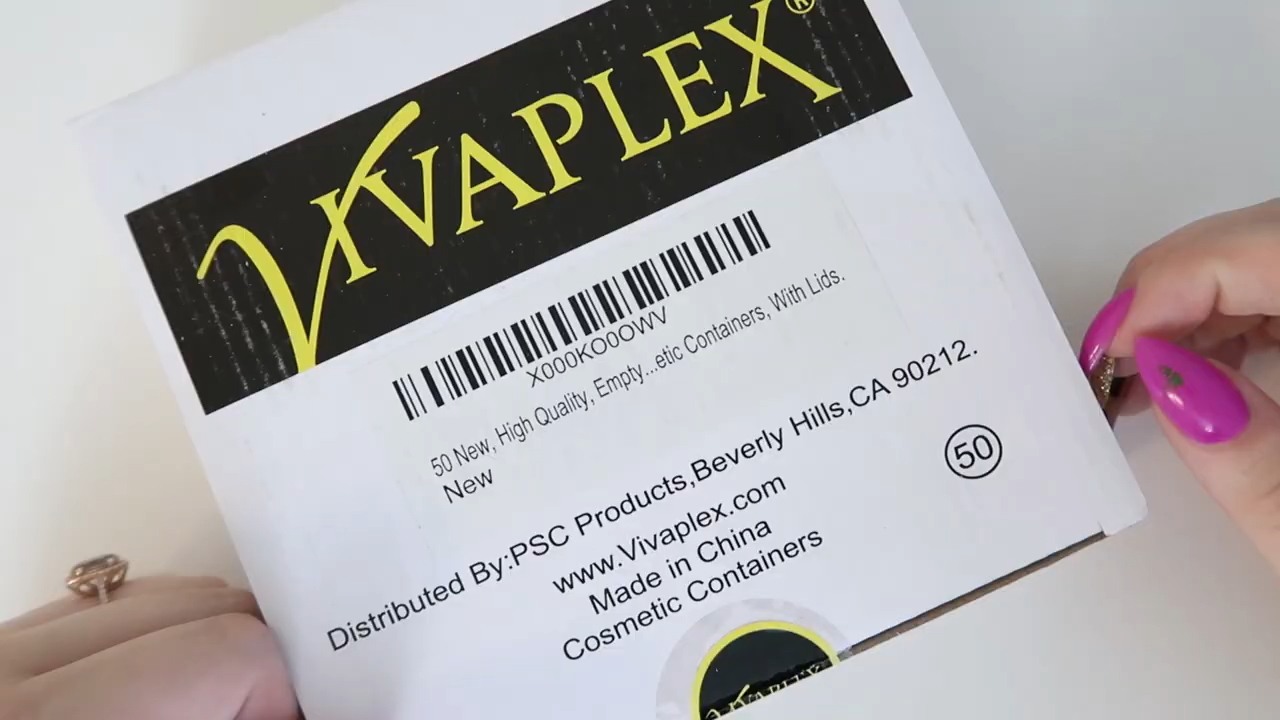 VIVAPLEX®
X000KO0OWV
50 New, High Quality, Empty...etic Containers, With Lids.
New
Distributed By:PSC Products,Beverly Hills,CA 90212.
www.Vivaplex.com
Made in China
Cosmetic Containers
50
VIVAPLEX